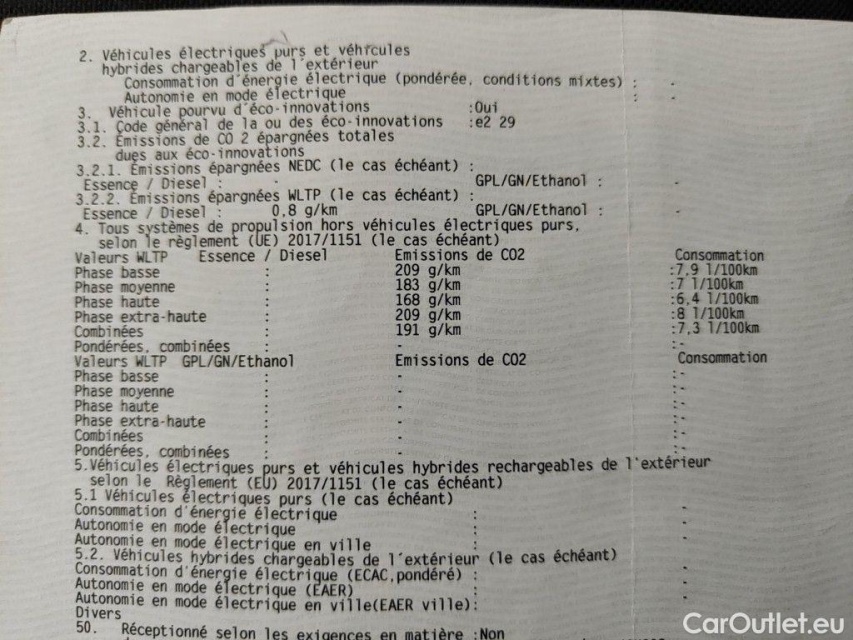 2. Véhicules électriques purs et véhicules
hybrides chargeables de l'extérieur
Consommation d'énergie électrique (pondérée, conditions mixtes) : -
Autonomie en mode électrique : -
3. Véhicule pourvu d'éco-innovations :Oui
3.1. Code général de la ou des éco-innovations :e2 29
3.2. Emissions de CO 2 épargnées totales
dues aux éco-innovations
3.2.1. Emissions épargnées NEDC (le cas échéant) :
Essence / Diesel : - GPL/GN/Ethanol : -
3.2.2. Emissions épargnées WLTP (le cas échéant) :
Essence / Diesel : 0,8 g/km GPL/GN/Ethanol : -
4. Tous systèmes de propulsion hors véhicules électriques purs,
selon le règlement (UE) 2017/1151 (le cas échéant)
Valeurs WLTP Essence / Diesel Emissions de CO2 Consommation
Phase basse : 209 g/km :7,9 l/100km
Phase moyenne : 183 g/km :7 l/100km
Phase haute : 168 g/km :6,4 l/100km
Phase extra-haute : 209 g/km :8 l/100km
Combinées : 191 g/km :7,3 l/100km
Pondérées, combinées : - :-
Valeurs WLTP GPL/GN/Ethanol Emissions de CO2 Consommation
Phase basse : - :-
Phase moyenne : - :-
Phase haute : - :-
Phase extra-haute : - :-
Combinées : - :-
Pondérées, combinées : - :-
5.Véhicules électriques purs et véhicules hybrides rechargeables de l'extérieur
selon le Règlement (EU) 2017/1151 (le cas échéant)
5.1 Véhicules électriques purs (le cas échéant)
Consommation d'énergie électrique : -
Autonomie en mode électrique : -
Autonomie en mode électrique en ville : -
5.2. Véhicules hybrides chargeables de l'extérieur (le cas échéant)
Consommation d'énergie électrique (ECAC,pondéré) : -
Autonomie en mode électrique (EAER) : -
Autonomie en mode électrique en ville(EAER ville): -
Divers
50. Réceptionné selon les exigences en matière :Non
CarOutlet.eu